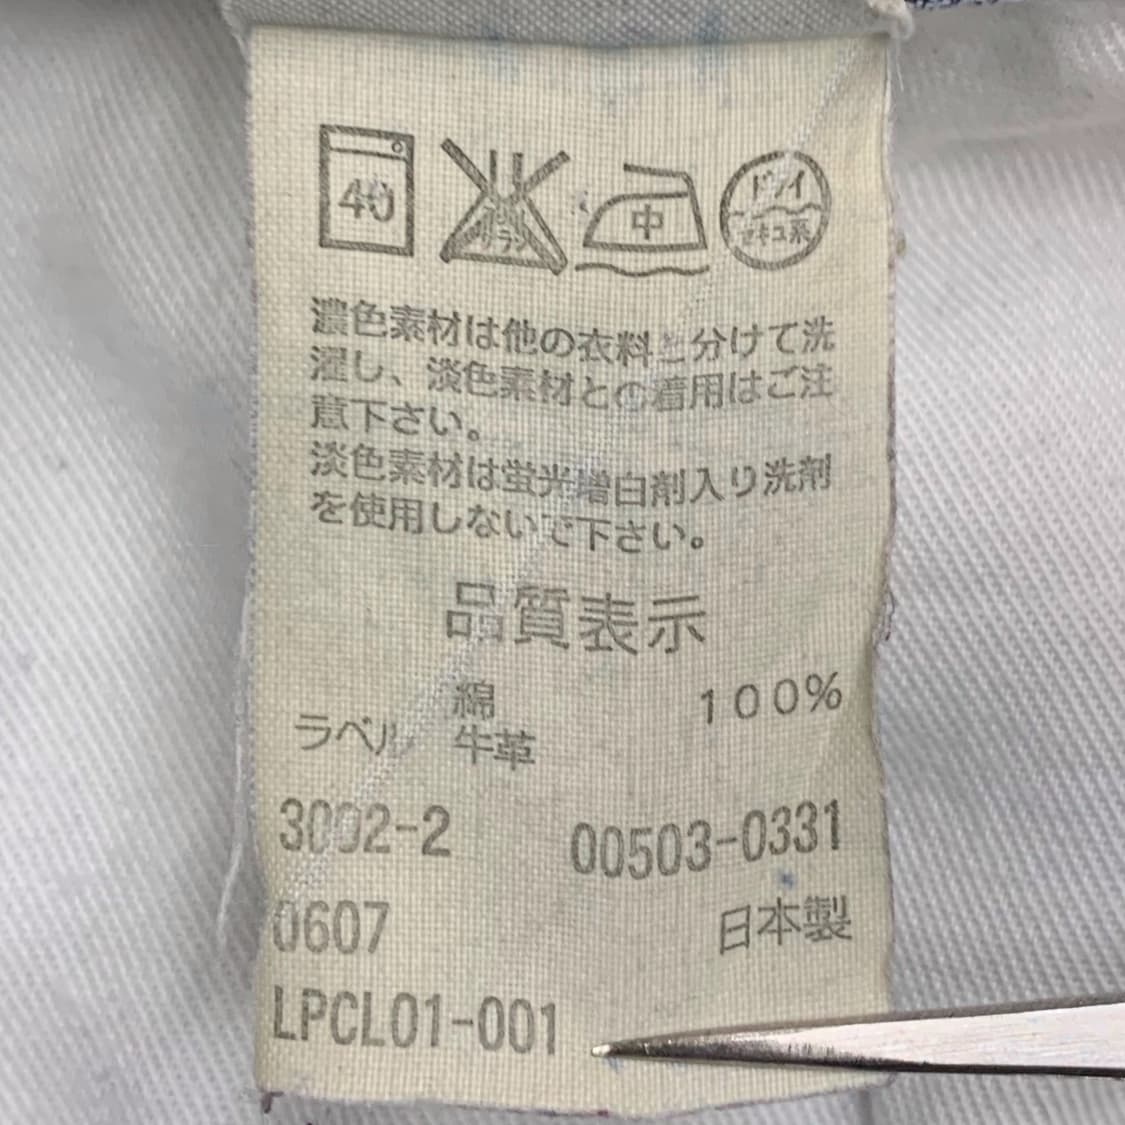 40
中
ドライ
セキユ系
濃色素材は他の衣料と分けて洗
濯し、淡色素材との着用はご注
意下さい。
淡色素材は蛍光増白剤入り洗剤
を使用しないで下さい。
品質表示
綿 100%
ラベル 牛革
3002-2 00503-0331
0607 日本製
LPCL01-001